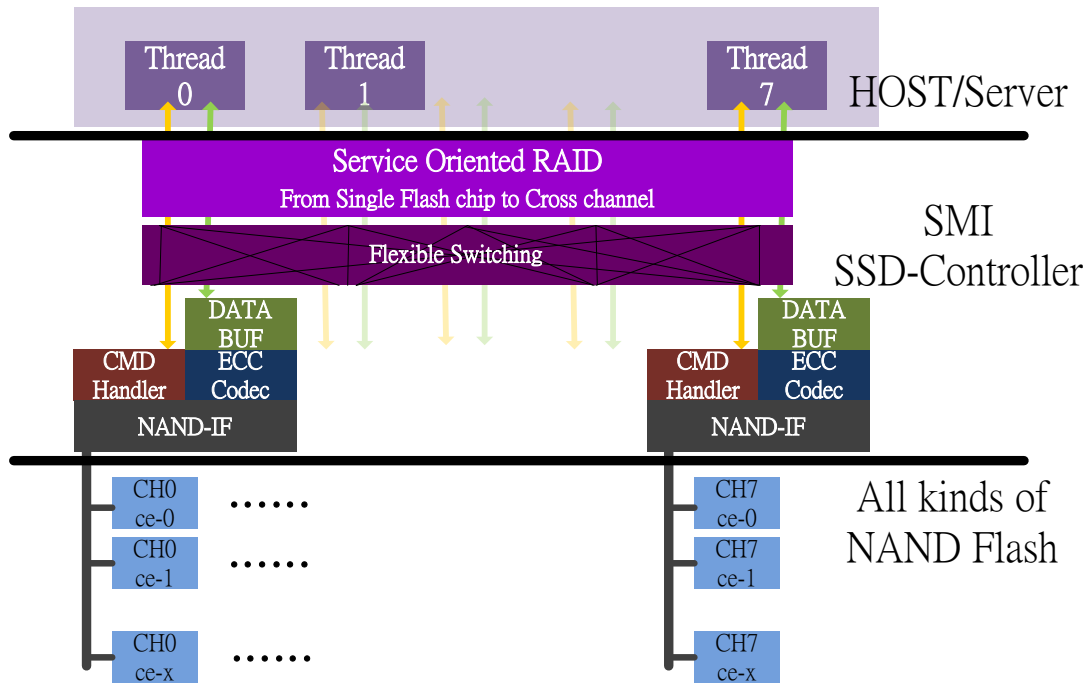 Thread
0
Thread
1
Thread
7
HOST/Server
Service Oriented RAID
From Single Flash chip to Cross channel
Flexible Switching
SMI
SSD-Controller
DATA
BUF
CMD
Handler
ECC
Codec
NAND-IF
DATA
BUF
CMD
Handler
ECC
Codec
NAND-IF
CH0
ce-0
......
CH7
ce-0
CH0
ce-1
......
CH7
ce-1
CH0
ce-x
......
CH7
ce-x
All kinds of
NAND Flash